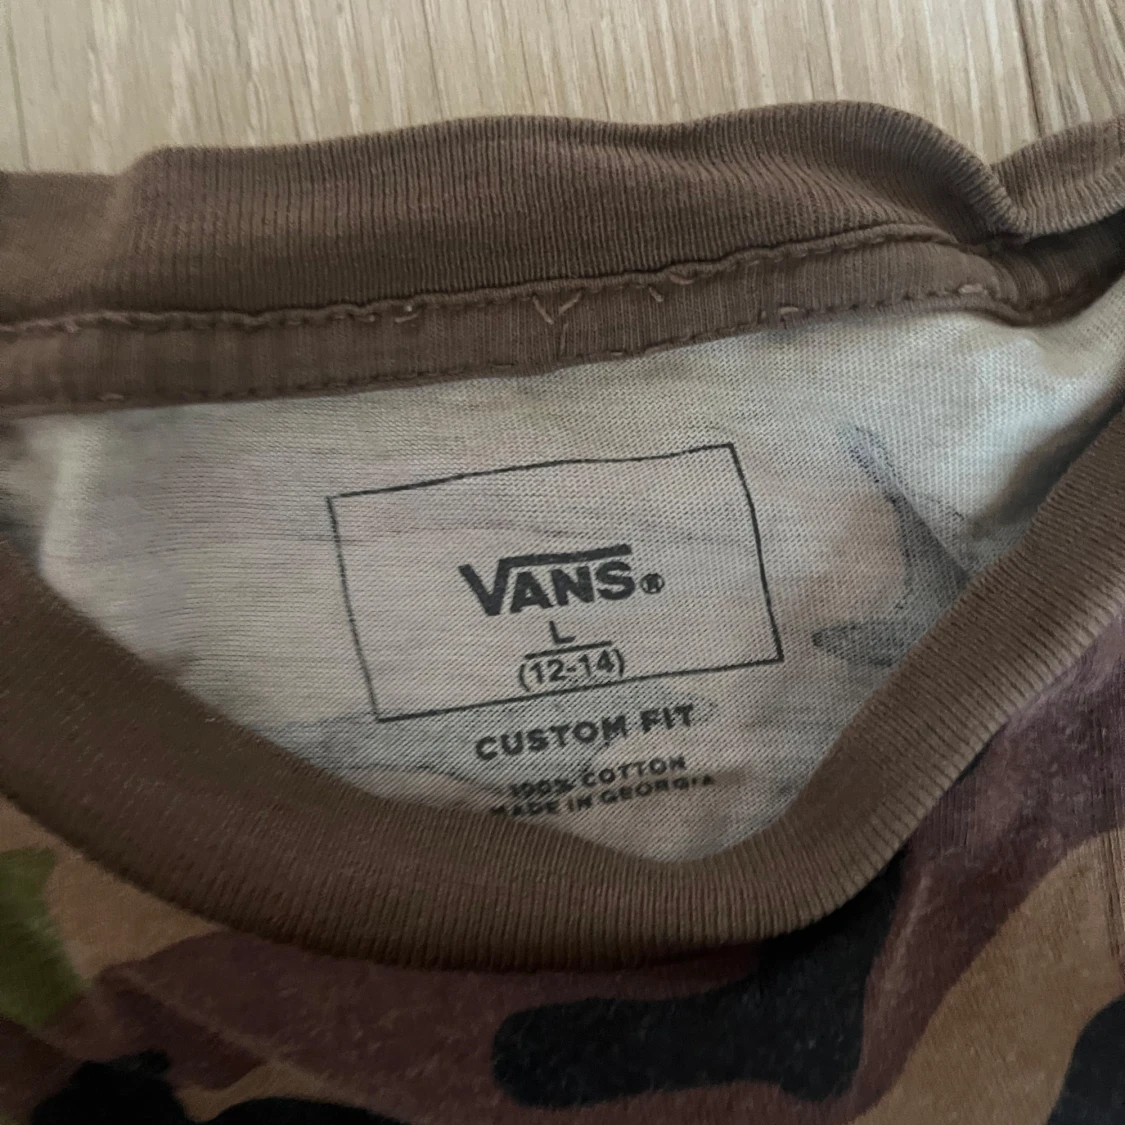 VANS®
L
(12-14)
CUSTOM FIT
100% COTTON
MADE IN GEORGIA